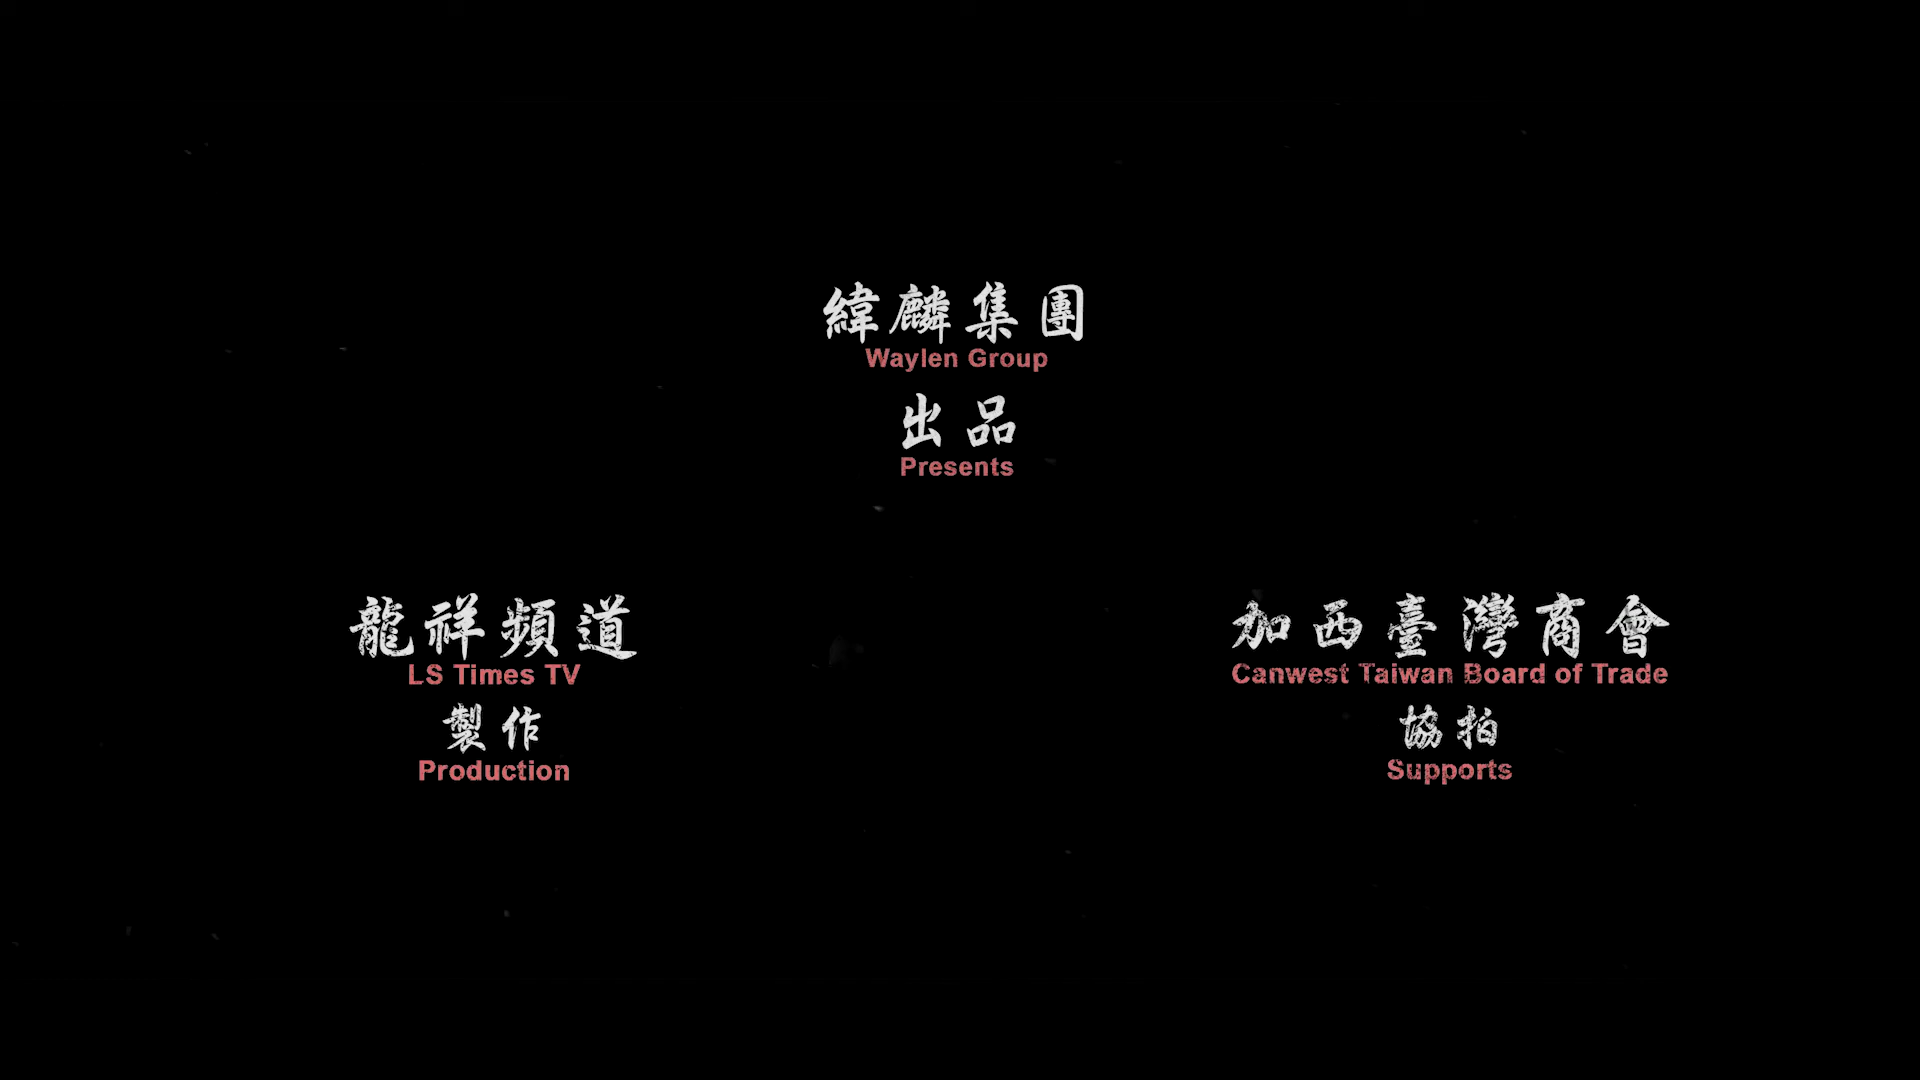 緯麟集團
Waylen Group
出品
Presents
龍祥頻道
LS Times TV
製作
Production
加西臺灣商會
Canwest Taiwan Board of Trade
協拍
Supports